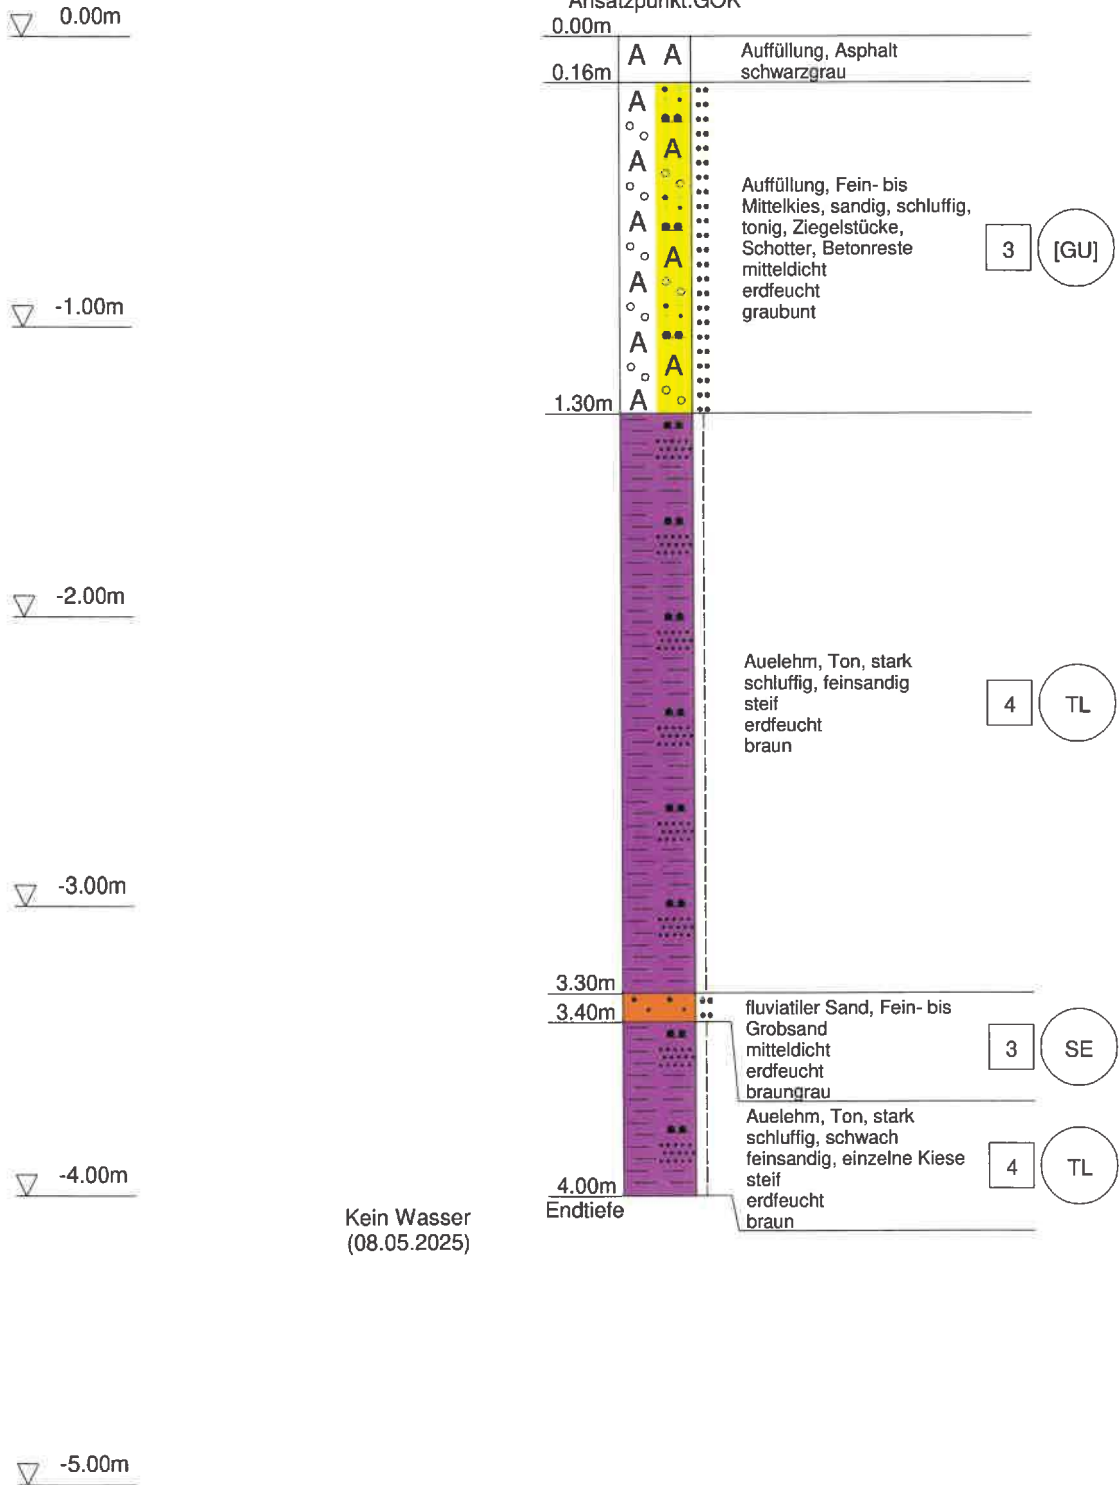 Ansatzpunkt:GOK
0.00m
0.00m
A A
Auffüllung, Asphalt
schwarzgrau
0.16m
A
A
A
A
A
A
A
A
A
Auffüllung, Fein- bis
Mittelkies, sandig, schluffig,
tonig, Ziegelstücke,
Schotter, Betonreste
mitteldicht
erdfeucht
graubunt
3 [GU]
-1.00m
1.30m
-2.00m
Auelehm, Ton, stark
schluffig, feinsandig
steif
erdfeucht
braun
4 TL
-3.00m
3.30m
3.40m
fluviatiler Sand, Fein- bis
Grobsand
mitteldicht
erdfeucht
braungrau
3 SE
Auelehm, Ton, stark
schluffig, schwach
feinsandig, einzelne Kiese
steif
erdfeucht
braun
4 TL
-4.00m
4.00m
Endtiefe
Kein Wasser
(08.05.2025)
-5.00m